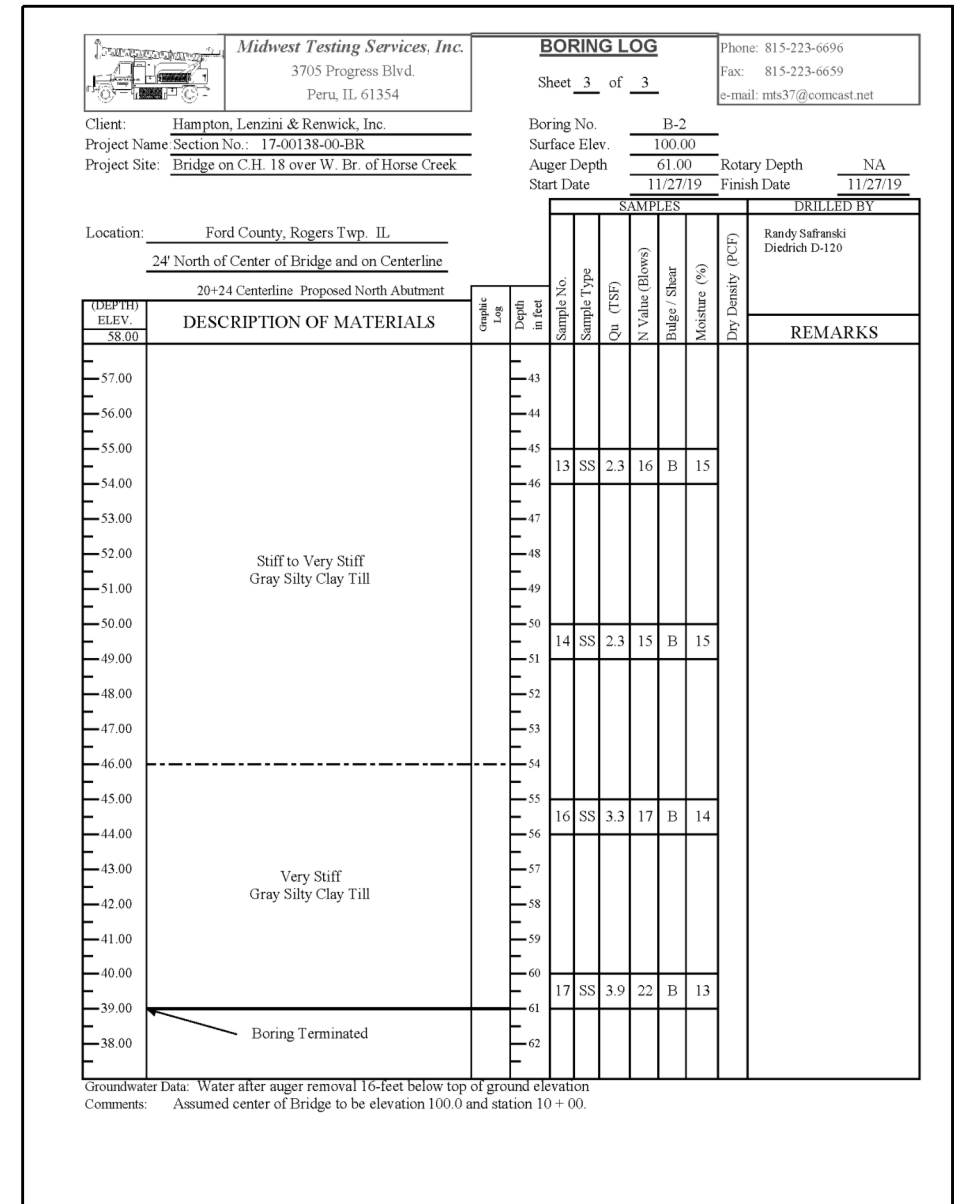 Midwest Testing Services, Inc.
3705 Progress Blvd.
Peru, IL 61354
BORING LOG
Sheet 3 of 3
Phone: 815-223-6696
Fax: 815-223-6659
e-mail: mts37@comcast.net
Client: Hampton, Lenzini & Renwick, Inc.
Project Name: Section No.: 17-00138-00-BR
Project Site: Bridge on C.H. 18 over W. Br. of Horse Creek
Boring No. B-2
Surface Elev. 100.00
Auger Depth 61.00 Rotary Depth NA
Start Date 11/27/19 Finish Date 11/27/19
Location: Ford County, Rogers Twp. IL
24' North of Center of Bridge and on Centerline
20+24 Centerline Proposed North Abutment
SAMPLES
DRILLED BY
Randy Safranski
Diedrich D-120
(DEPTH)
ELEV.
58.00
DESCRIPTION OF MATERIALS
Graphic
Log
Depth
in feet
Sample No.
Sample Type
Qu (TSF)
N Value (Blows)
Bulge / Shear
Moisture (%)
Dry Density (PCF)
REMARKS
57.00 43
56.00 44
55.00 45
13 SS 2.3 16 B 15
54.00 46
53.00 47
52.00 48
Stiff to Very Stiff
Gray Silty Clay Till
51.00 49
50.00 50
14 SS 2.3 15 B 15
49.00 51
48.00 52
47.00 53
46.00 54
45.00 55
16 SS 3.3 17 B 14
44.00 56
43.00 57
Very Stiff
Gray Silty Clay Till
42.00 58
41.00 59
40.00 60
17 SS 3.9 22 B 13
39.00 61
Boring Terminated
38.00 62
Groundwater Data: Water after auger removal 16-feet below top of ground elevation
Comments: Assumed center of Bridge to be elevation 100.0 and station 10 + 00.